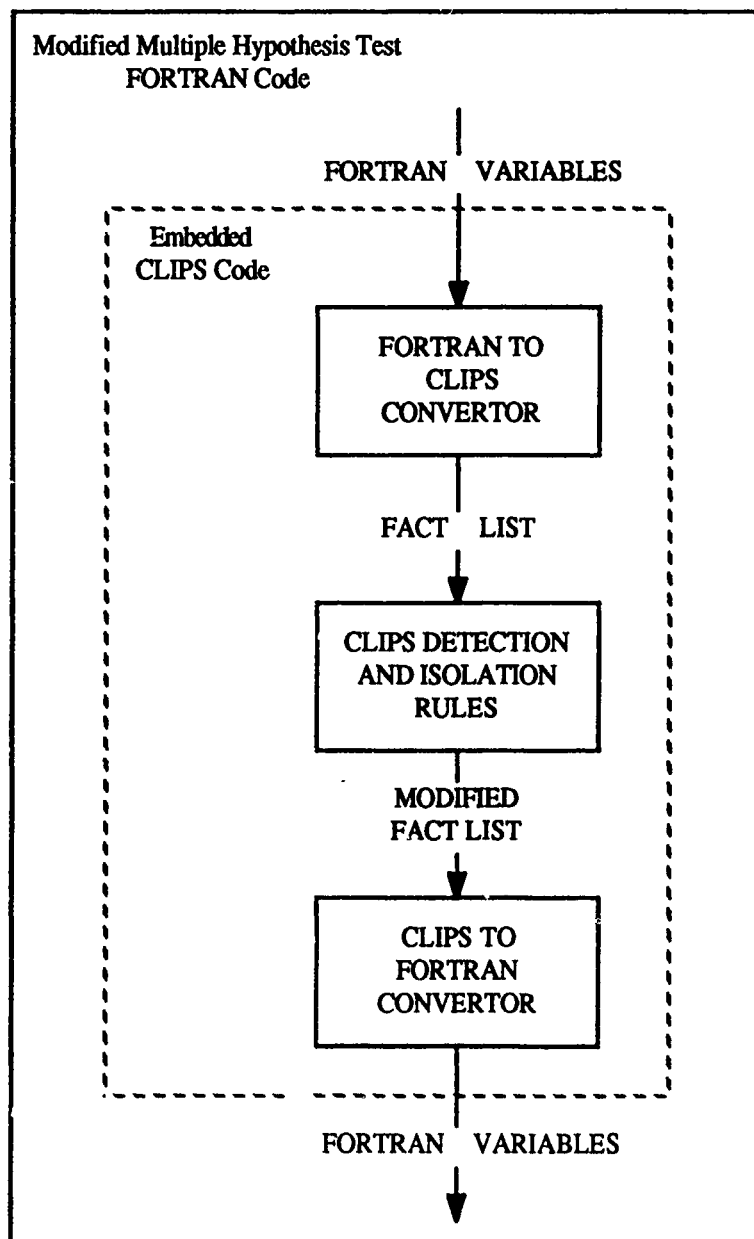 Modified Multiple Hypothesis Test
FORTRAN Code
FORTRAN VARIABLES
Embedded
CLIPS Code
FORTRAN TO
CLIPS
CONVERTOR
FACT LIST
CLIPS DETECTION
AND ISOLATION
RULES
MODIFIED
FACT LIST
CLIPS TO
FORTRAN
CONVERTOR
FORTRAN VARIABLES